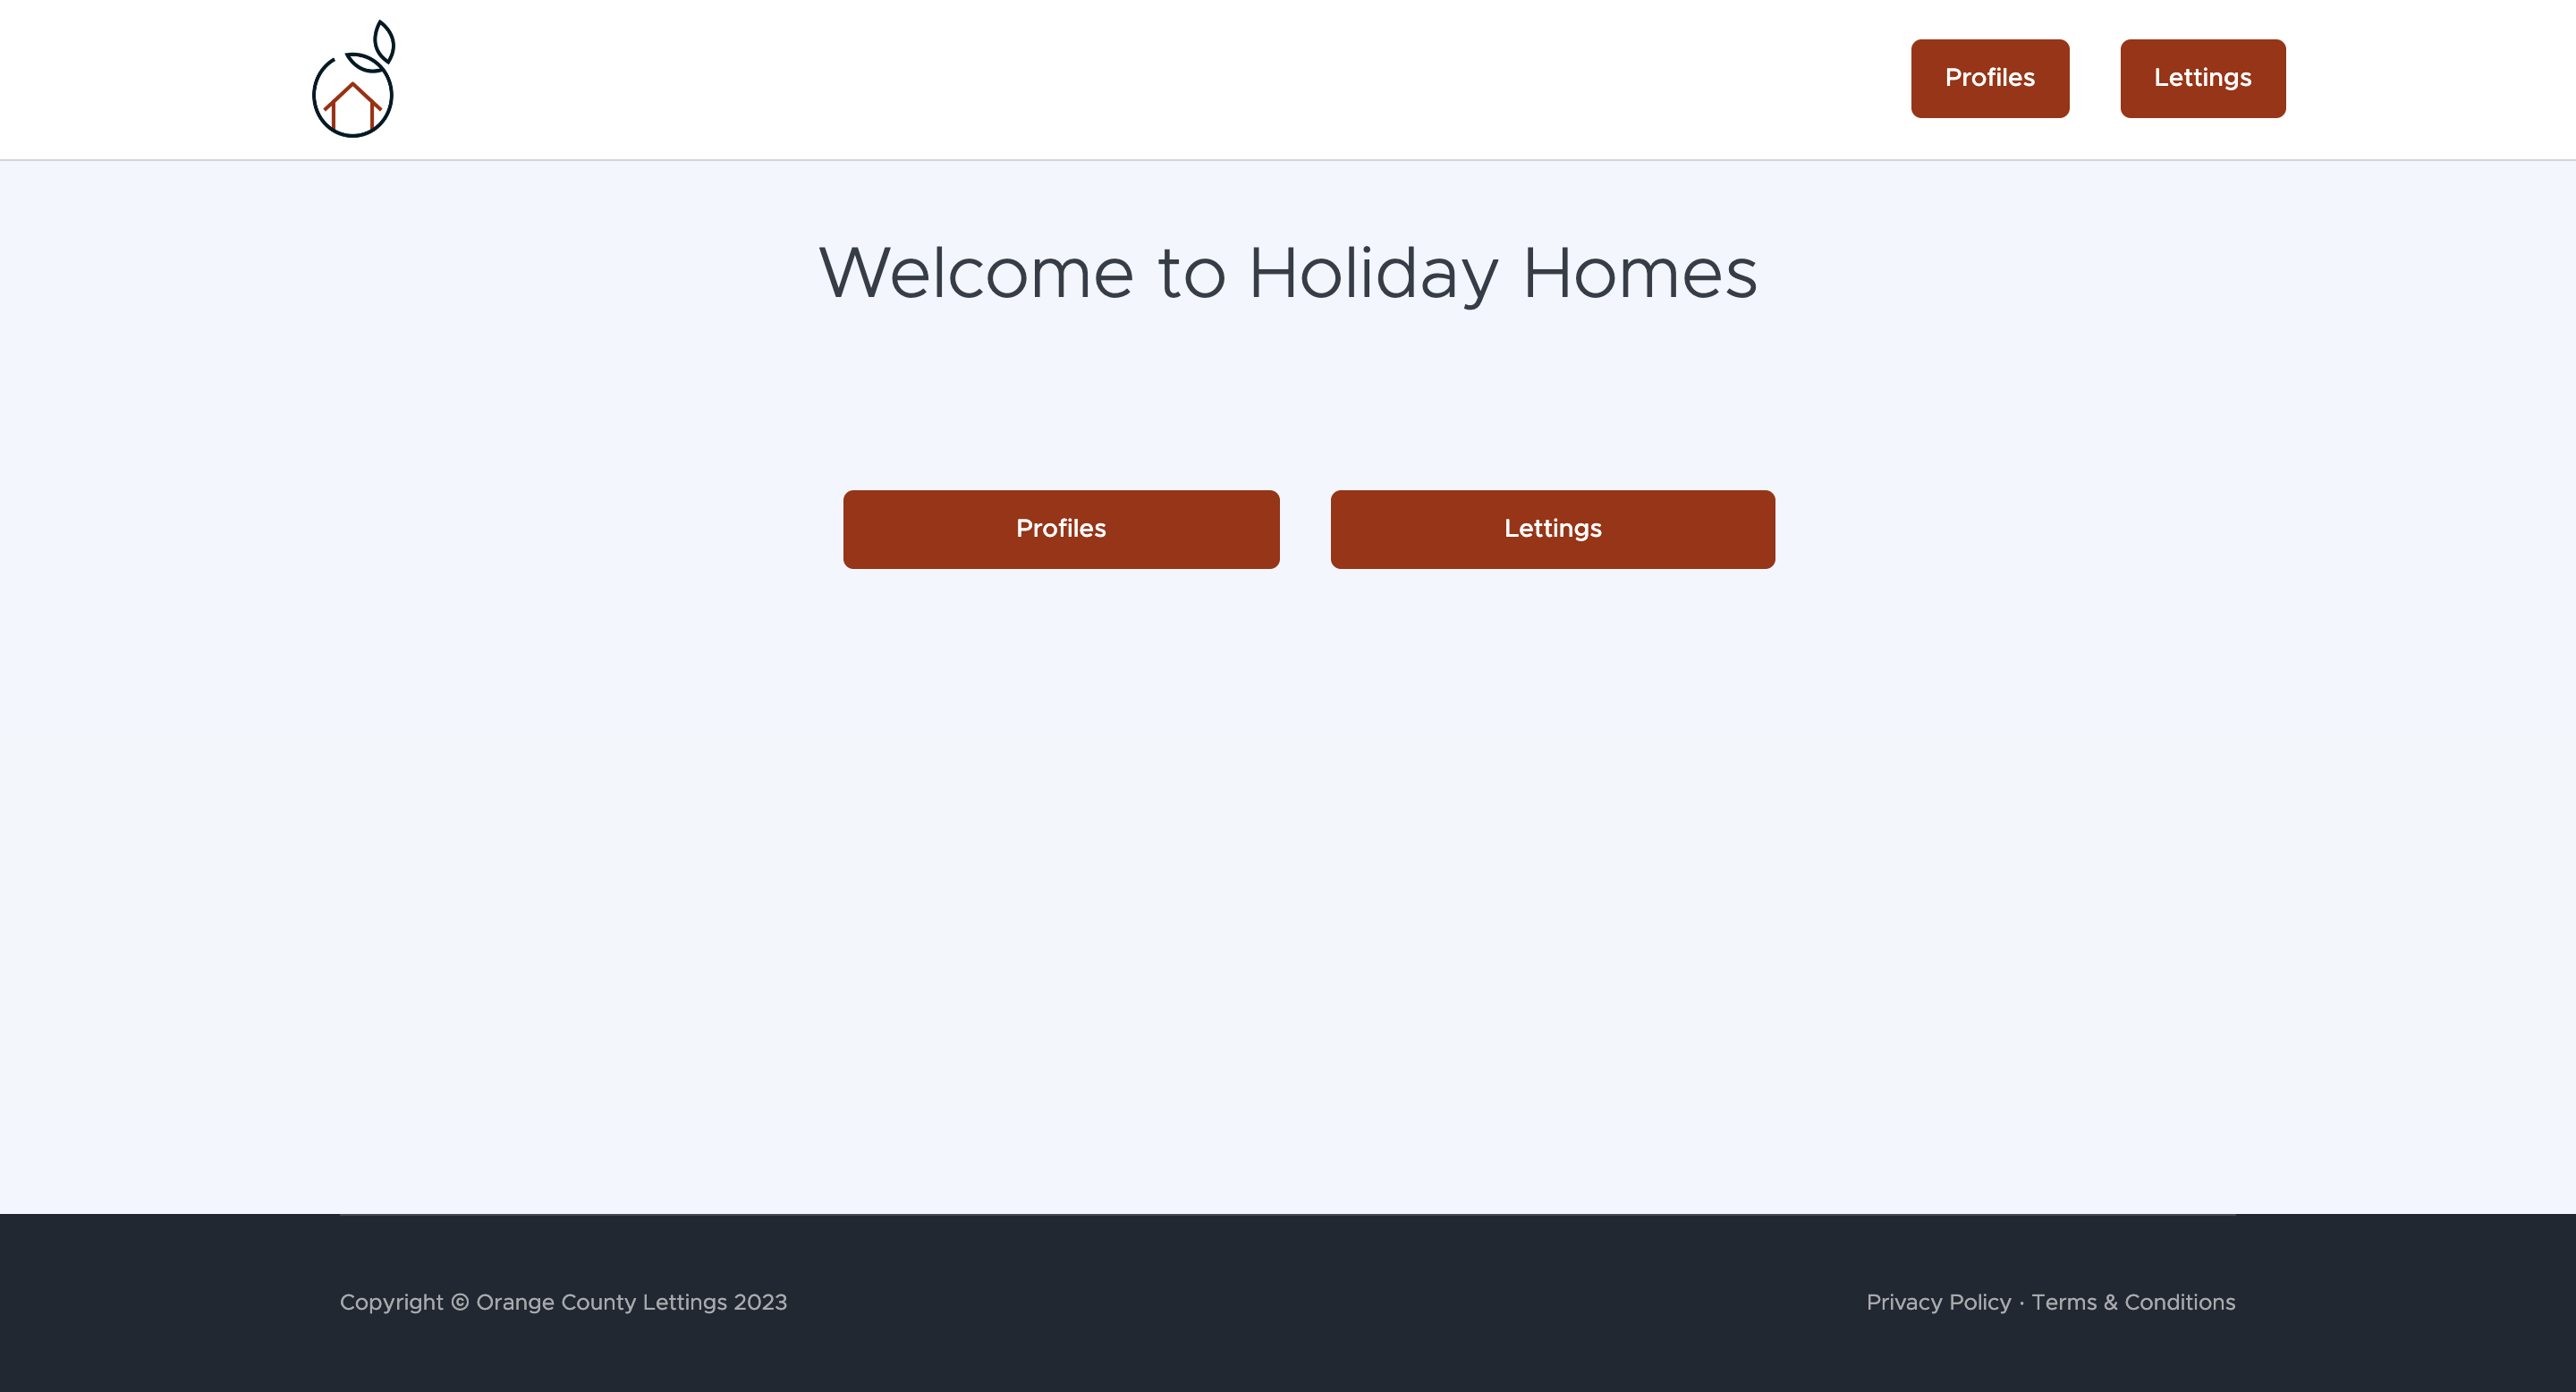 Profiles Lettings
Welcome to Holiday Homes
Profiles Lettings
Copyright © Orange County Lettings 2023 Privacy Policy · Terms & Conditions